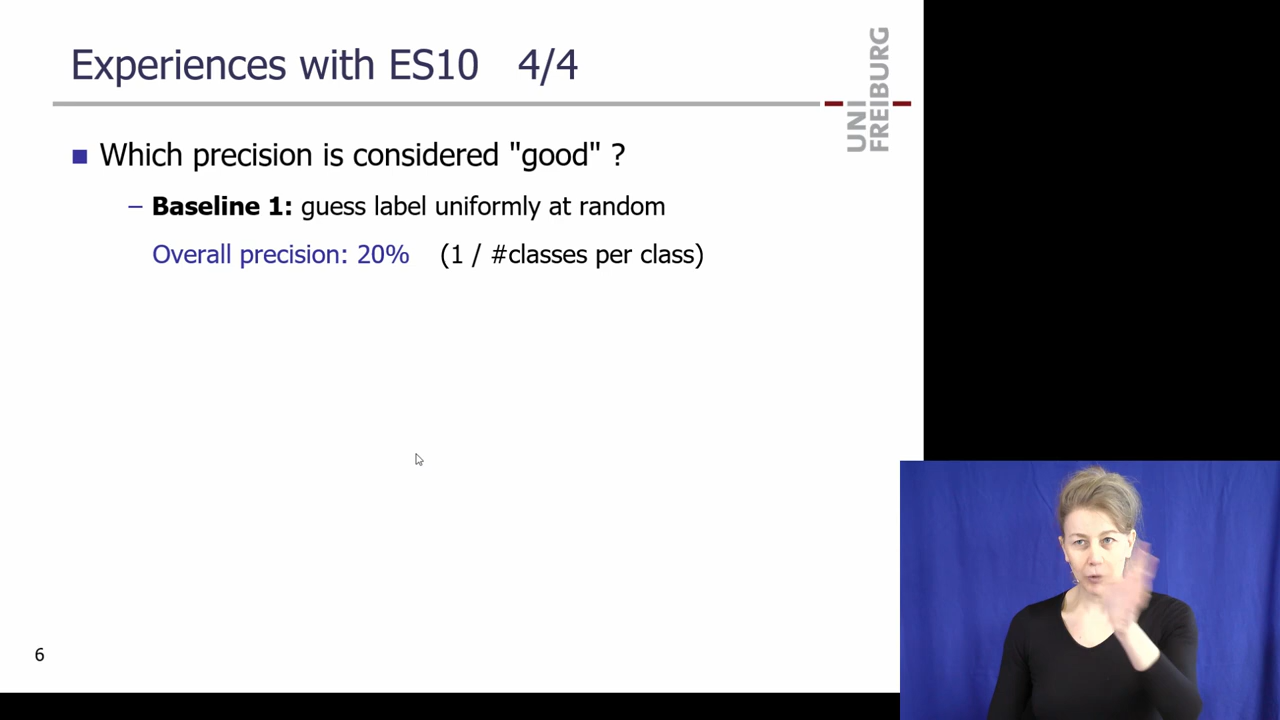 Experiences with ES10 4/4
UNI
FREIBURG
■ Which precision is considered "good" ?
– Baseline 1: guess label uniformly at random
Overall precision: 20% (1 / #classes per class)
6